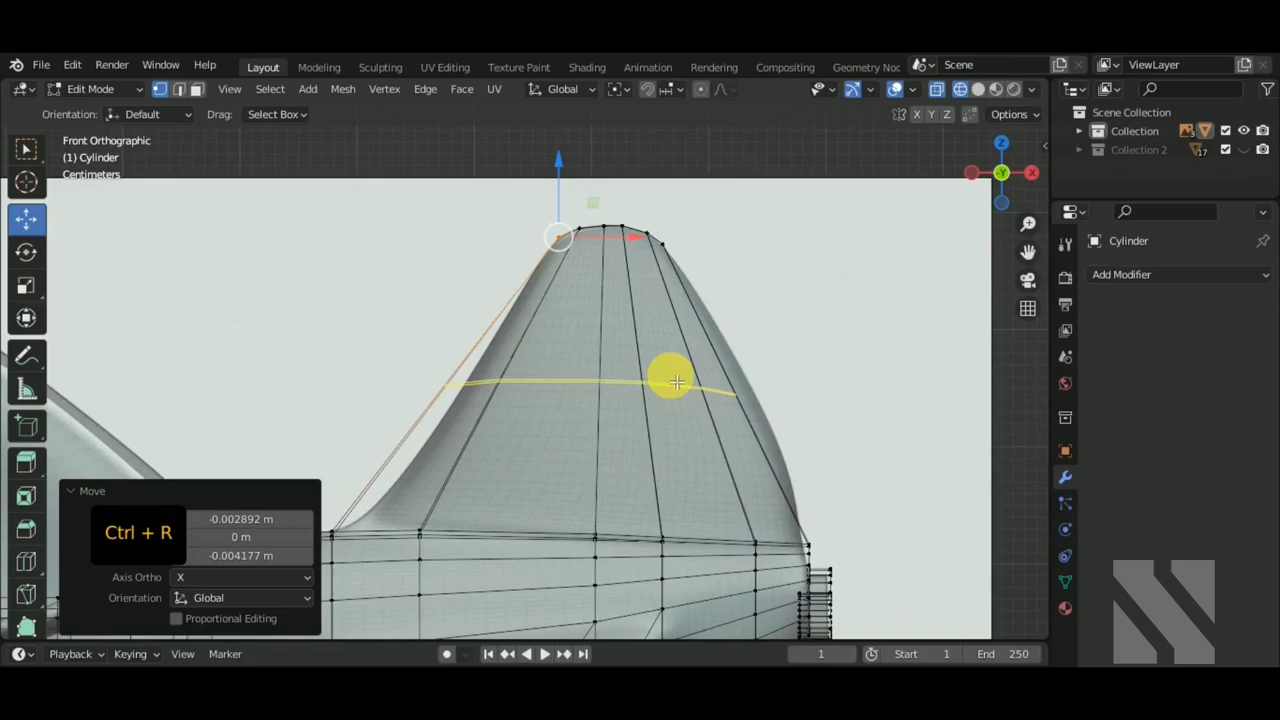 File Edit Render Window Help Layout Modeling Sculpting UV Editing Texture Paint Shading Animation Rendering Compositing Geometry Noc Scene ViewLayer
Edit Mode View Select Add Mesh Vertex Edge Face UV Global
Orientation: Default Drag: Select Box X Y Z Options
Scene Collection
Collection 3
Collection 2 17
Front Orthographic
(1) Cylinder
Centimeters
Z
-Y X
Cylinder
Add Modifier
Move
Ctrl + R
-0.002892 m
0 m
-0.004177 m
Axis Ortho X
Orientation Global
Proportional Editing
Playback Keying View Marker 1 Start 1 End 250